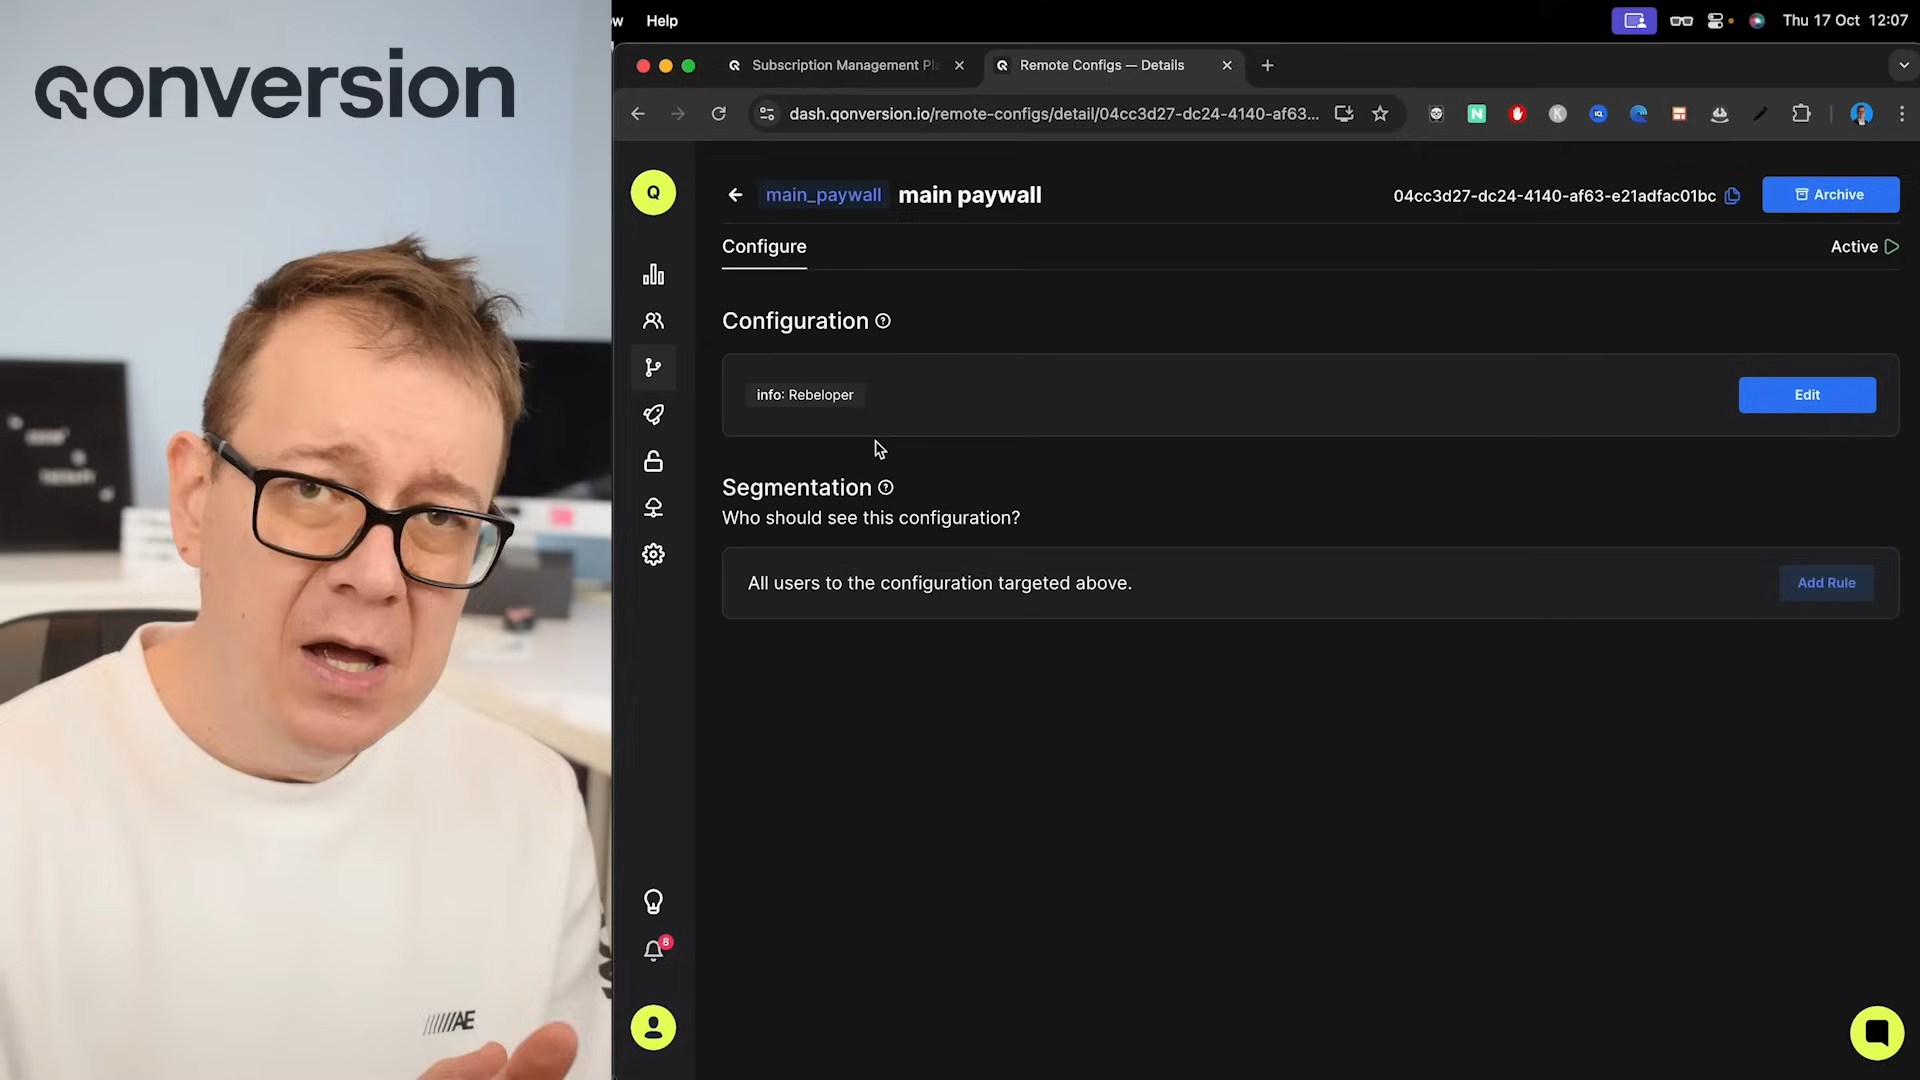 Qonversion
w Help
Thu 17 Oct 12:07
Subscription Management Pl
Remote Configs — Details
dash.qonversion.io/remote-configs/detail/04cc3d27-dc24-4140-af63...
Q
main_paywall main paywall
04cc3d27-dc24-4140-af63-e21adfac01bc
Archive
Configure
Active
Configuration
info: Rebeloper
Edit
Segmentation
Who should see this configuration?
All users to the configuration targeted above.
Add Rule
8
AE